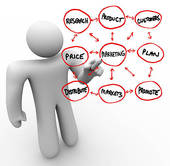 RESEARCH PRODUCT CUSTOMERS
PRICE MARKETING PLAN
DISTRIBUTE MARKETS PROMOTE